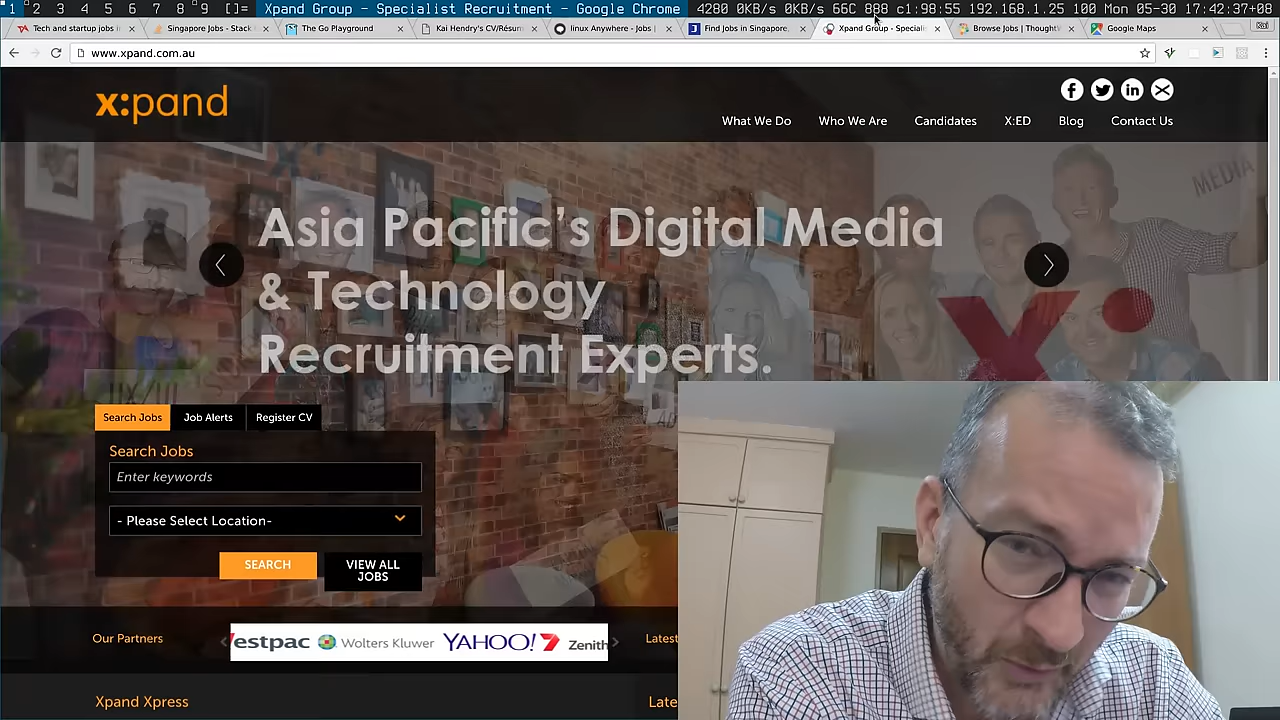 1 2 3 4 5 6 7 8 9 []= Xpand Group - Specialist Recruitment - Google Chrome 4280 0KB/s 0KB/s 66C 888 c1:98:55 192.168.1.25 100 Mon 05-30 17:42:37+08
Tech and startup jobs i
Singapore Jobs - Stack
The Go Playground
Kai Hendry's CV/Résum
linux Anywhere - Jobs |
Find Jobs in Singapore,
Xpand Group - Speciali
Browse Jobs | ThoughtW
Google Maps
Kai
www.xpand.com.au
x:pand
What We Do
Who We Are
Candidates
X:ED
Blog
Contact Us
MEDIA
Asia Pacific's Digital Media
& Technology
Recruitment Experts.
Search Jobs
Job Alerts
Register CV
Search Jobs
Enter keywords
- Please Select Location-
SEARCH
VIEW ALL
JOBS
Our Partners
estpac
Wolters Kluwer
YAHOO!
7
Zenith
Latest
Xpand Xpress
Late